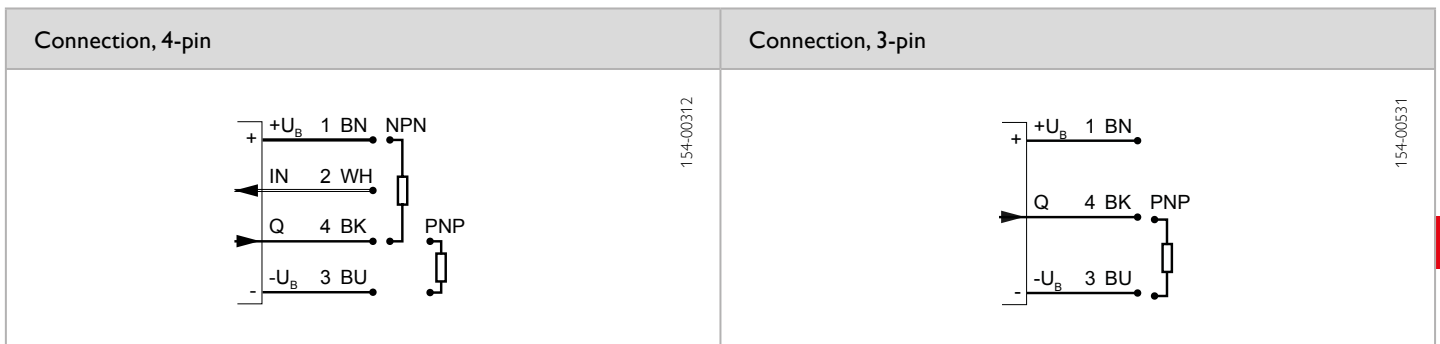 Connection, 4-pin
Connection, 3-pin
+U_B 1 BN NPN
+
IN 2 WH
Q 4 BK PNP
-U_B 3 BU
-
154-00312
+U_B 1 BN
+
Q 4 BK PNP
-U_B 3 BU
-
154-00531